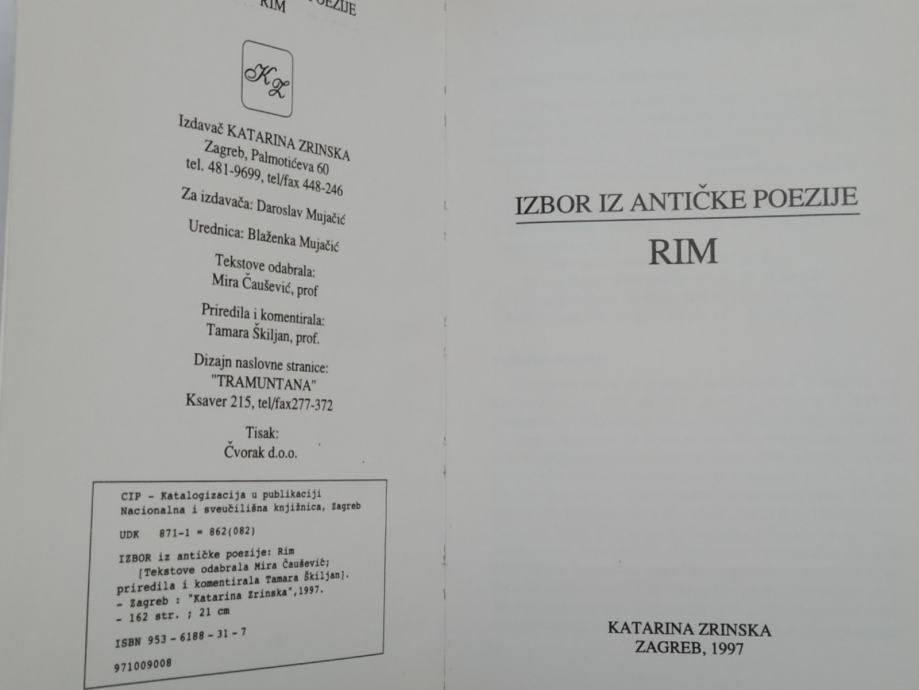 POEZIJE
RIM
KZ
Izdavač KATARINA ZRINSKA
Zagreb, Palmotićeva 60
tel. 481-9699, tel/fax 448-246
Za izdavača: Daroslav Mujačić
Urednica: Blaženka Mujačić
Tekstove odabrala:
Mira Čaušević, prof
Priredila i komentirala:
Tamara Škiljan, prof.
Dizajn naslovne stranice:
"TRAMUNTANA"
Ksaver 215, tel/fax277-372
Tisak:
Čvorak d.o.o.
CIP - Katalogizacija u publikaciji
Nacionalna i sveučilišna knjižnica, Zagreb
UDK 871-1 = 862(082)
IZBOR iz antičke poezije: Rim
[Tekstove odabrala Mira Čaušević;
priredila i komentirala Tamara Škiljan].
- Zagreb : "Katarina Zrinska",1997.
- 162 str. ; 21 cm
ISBN 953-6188-31-7
971009008
IZBOR IZ ANTIČKE POEZIJE
RIM
KATARINA ZRINSKA
ZAGREB, 1997